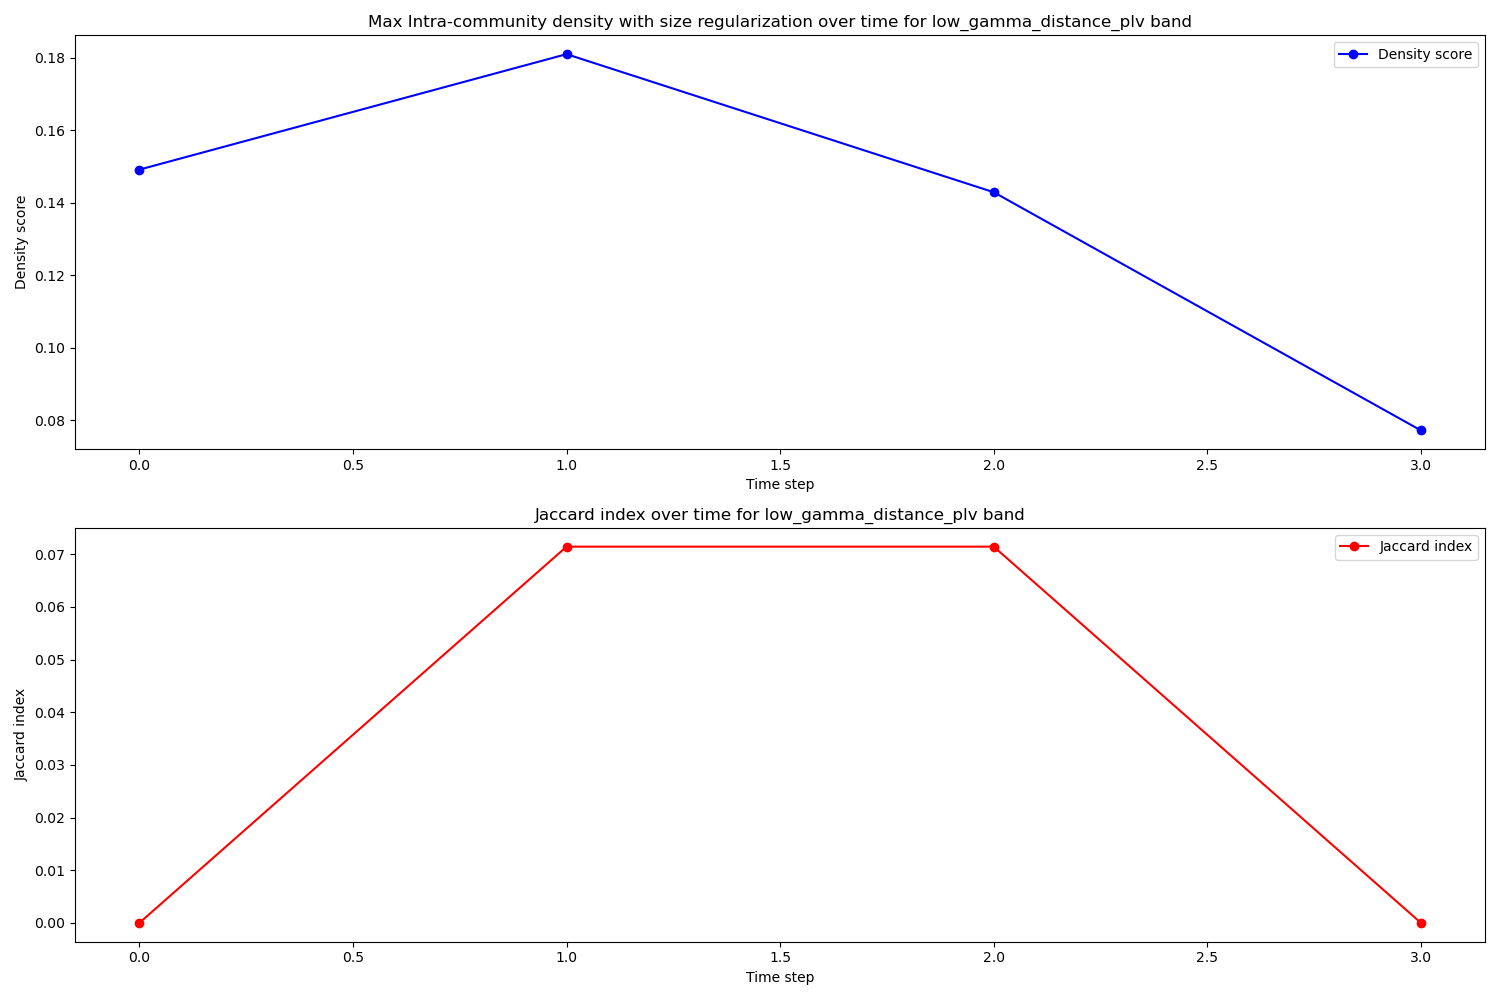 Max Intra-community density with size regularization over time for low_gamma_distance_plv band
Density score
0.18
0.16
0.14
0.12
0.10
0.08
Density score
0.0 0.5 1.0 1.5 2.0 2.5 3.0
Time step
Jaccard index over time for low_gamma_distance_plv band
Jaccard index
0.07
0.06
0.05
0.04
0.03
0.02
0.01
0.00
Jaccard index
0.0 0.5 1.0 1.5 2.0 2.5 3.0
Time step